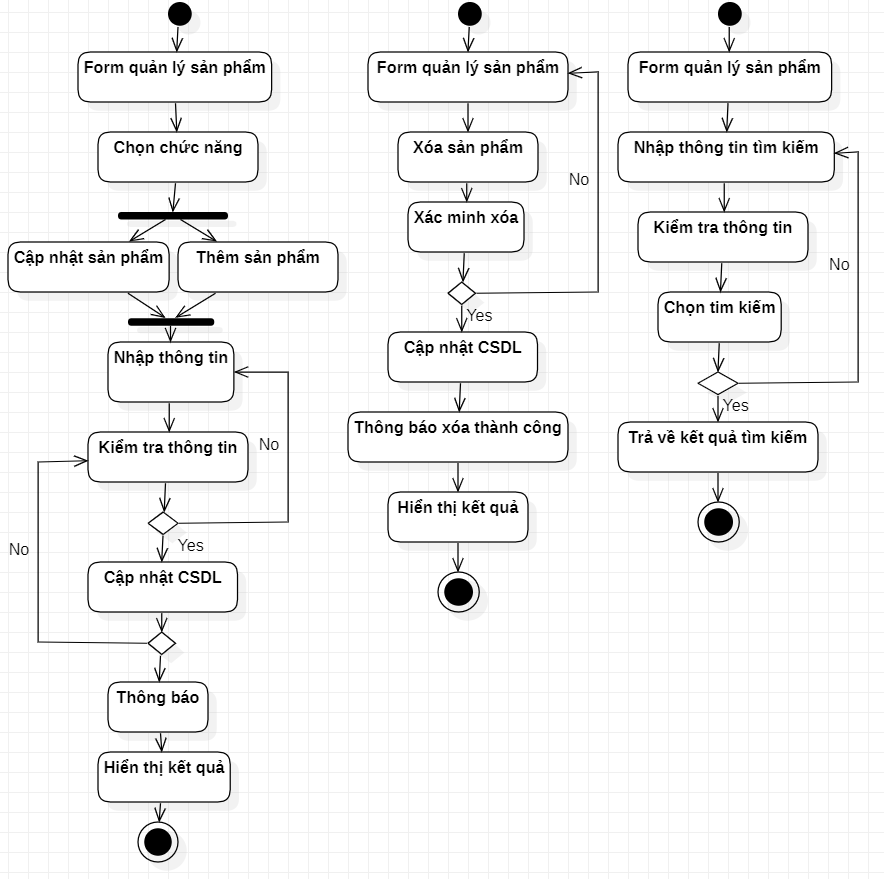 Form quản lý sản phẩm
Chọn chức năng
Cập nhật sản phẩm
Thêm sản phẩm
Nhập thông tin
Kiểm tra thông tin
No
No
Yes
Cập nhật CSDL
Thông báo
Hiển thị kết quả
Form quản lý sản phẩm
Xóa sản phẩm
No
Xác minh xóa
Yes
Cập nhật CSDL
Thông báo xóa thành công
Hiển thị kết quả
Form quản lý sản phẩm
Nhập thông tin tìm kiếm
Kiểm tra thông tin
No
Chọn tìm kiếm
Yes
Trả về kết quả tìm kiếm